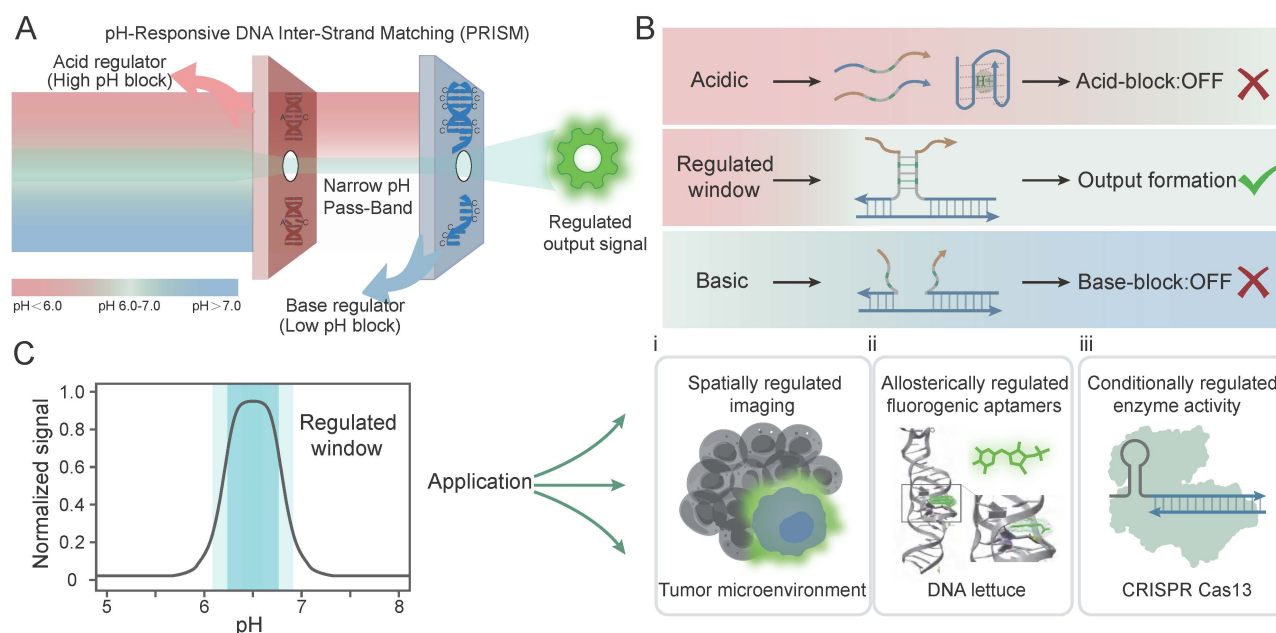 A
pH-Responsive DNA Inter-Strand Matching (PRISM)
Acid regulator
(High pH block)
A C
C
A C
C
C C
C C
C C
C
C
C
C
Narrow pH
Pass-Band
Regulated
output signal
Base regulator
(Low pH block)
pH<6.0
pH 6.0-7.0
pH>7.0
B
Acidic
H+
Acid-block:OFF
Regulated
window
Output formation
Basic
Base-block:OFF
C
Normalized signal
1.0
0.8
0.6
0.4
0.2
0
5
6
7
8
pH
Regulated
window
Application
i
Spatially regulated
imaging
Tumor microenvironment
ii
Allosterically regulated
fluorogenic aptamers
DNA lettuce
iii
Conditionally regulated
enzyme activity
CRISPR Cas13